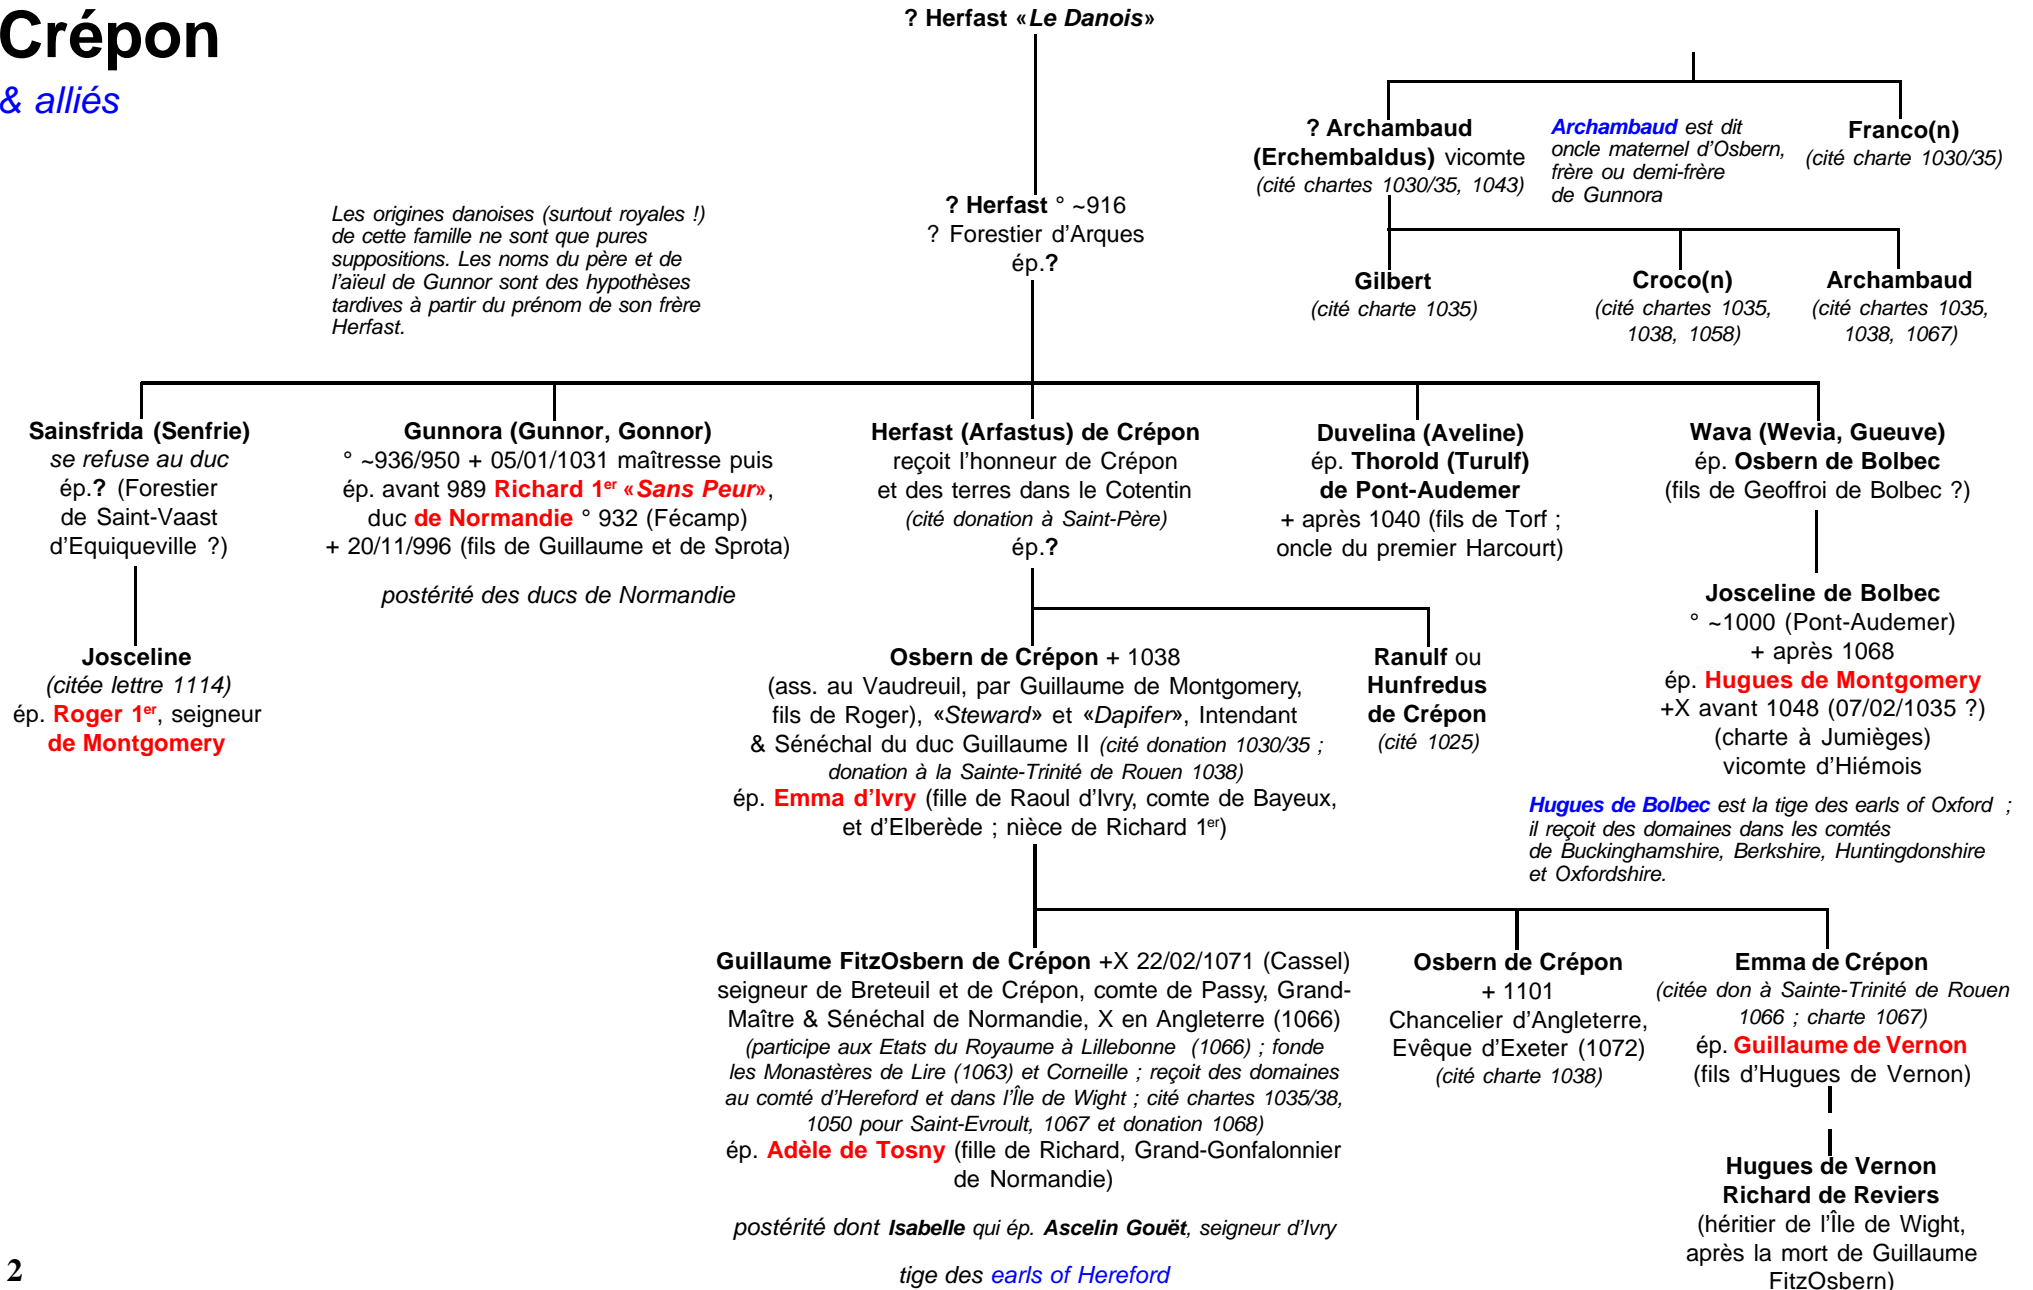 Crépon
& alliés
? Herfast «Le Danois»
? Archambaud
(Erchembaldus) vicomte
(cité chartes 1030/35, 1043)
Archambaud est dit
oncle maternel d'Osbern,
frère ou demi-frère
de Gunnora
Franco(n)
(cité charte 1030/35)
Les origines danoises (surtout royales !)
de cette famille ne sont que pures
suppositions. Les noms du père et de
l'aïeul de Gunnor sont des hypothèses
tardives à partir du prénom de son frère
Herfast.
? Herfast ° ~916
? Forestier d'Arques
ép.?
Gilbert
(cité charte 1035)
Croco(n)
(cité chartes 1035,
1038, 1058)
Archambaud
(cité chartes 1035,
1038, 1067)
Sainsfrida (Senfrie)
se refuse au duc
ép.? (Forestier
de Saint-Vaast
d'Equiqueville ?)
Gunnora (Gunnor, Gonnor)
° ~936/950 + 05/01/1031 maîtresse puis
ép. avant 989 Richard 1er «Sans Peur»,
duc de Normandie ° 932 (Fécamp)
+ 20/11/996 (fils de Guillaume et de Sprota)
postérité des ducs de Normandie
Herfast (Arfastus) de Crépon
reçoit l'honneur de Crépon
et des terres dans le Cotentin
(cité donation à Saint-Père)
ép.?
Duvelina (Aveline)
ép. Thorold (Turulf)
de Pont-Audemer
+ après 1040 (fils de Torf ;
oncle du premier Harcourt)
Wava (Wevia, Gueuve)
ép. Osbern de Bolbec
(fils de Geoffroi de Bolbec ?)
Josceline
(citée lettre 1114)
ép. Roger 1er, seigneur
de Montgomery
Osbern de Crépon + 1038
(ass. au Vaudreuil, par Guillaume de Montgomery,
fils de Roger), «Steward» et «Dapifer», Intendant
& Sénéchal du duc Guillaume II (cité donation 1030/35 ;
donation à la Sainte-Trinité de Rouen 1038)
ép. Emma d'Ivry (fille de Raoul d'Ivry, comte de Bayeux,
et d'Elberède ; nièce de Richard 1er)
Ranulf ou
Hunfredus
de Crépon
(cité 1025)
Josceline de Bolbec
° ~1000 (Pont-Audemer)
+ après 1068
ép. Hugues de Montgomery
+X avant 1048 (07/02/1035 ?)
(charte à Jumièges)
vicomte d'Hiémois
Hugues de Bolbec est la tige des earls of Oxford ;
il reçoit des domaines dans les comtés
de Buckinghamshire, Berkshire, Huntingdonshire
et Oxfordshire.
Guillaume FitzOsbern de Crépon +X 22/02/1071 (Cassel)
seigneur de Breteuil et de Crépon, comte de Passy, Grand-
Maître & Sénéchal de Normandie, X en Angleterre (1066)
(participe aux Etats du Royaume à Lillebonne (1066) ; fonde
les Monastères de Lire (1063) et Corneille ; reçoit des domaines
au comté d'Hereford et dans l'Île de Wight ; cité chartes 1035/38,
1050 pour Saint-Evroult, 1067 et donation 1068)
ép. Adèle de Tosny (fille de Richard, Grand-Gonfalonnier
de Normandie)
postérité dont Isabelle qui ép. Ascelin Gouët, seigneur d'Ivry
tige des earls of Hereford
Osbern de Crépon
+ 1101
Chancelier d'Angleterre,
Evêque d'Exeter (1072)
(cité charte 1038)
Emma de Crépon
(citée don à Sainte-Trinité de Rouen
1066 ; charte 1067)
ép. Guillaume de Vernon
(fils d'Hugues de Vernon)
Hugues de Vernon
Richard de Reviers
(héritier de l'Île de Wight,
après la mort de Guillaume
FitzOsbern)
2